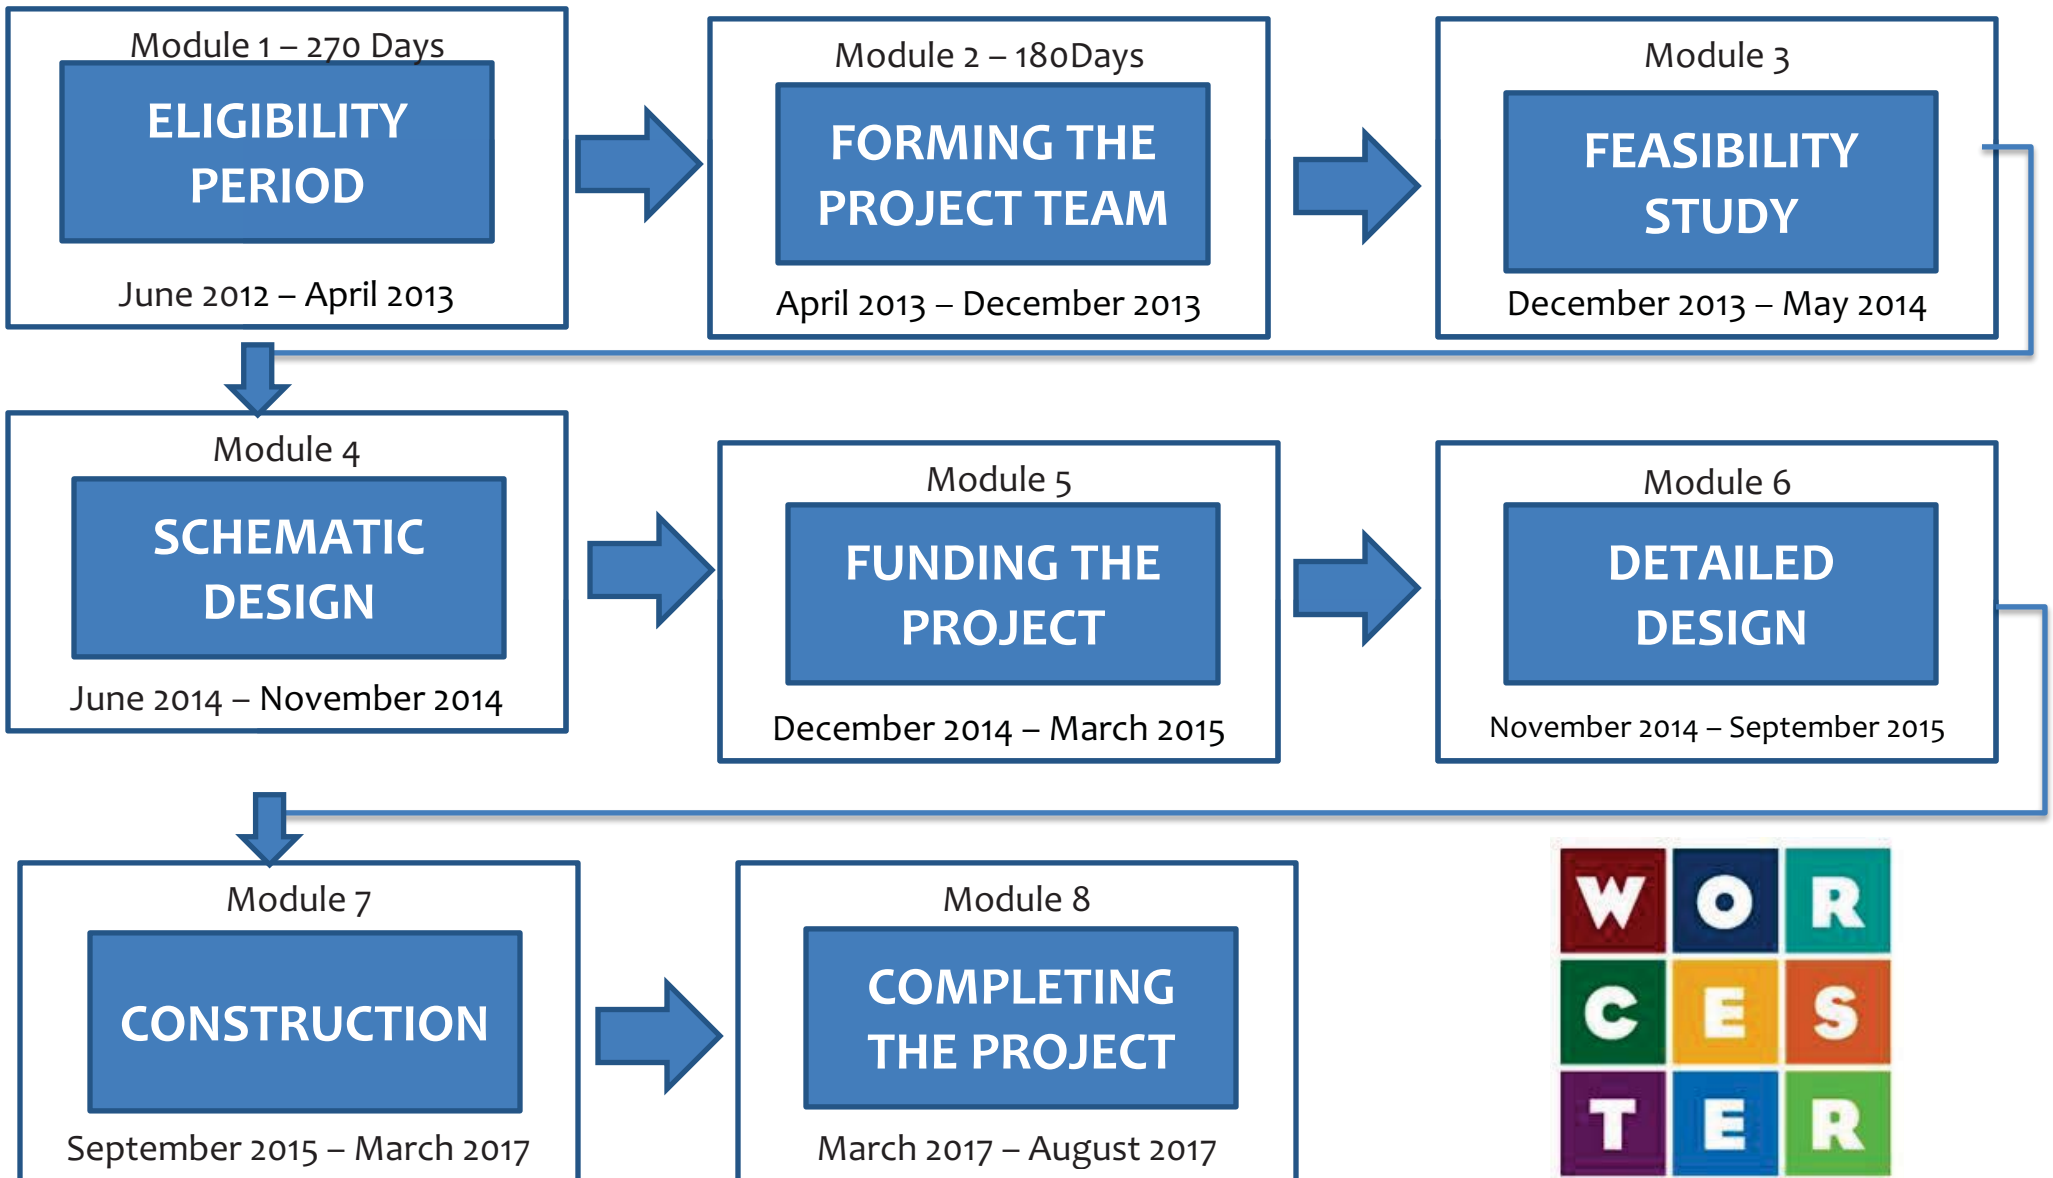 Module 1 – 270 Days
ELIGIBILITY
PERIOD
June 2012 – April 2013
Module 2 – 180Days
FORMING THE
PROJECT TEAM
April 2013 – December 2013
Module 3
FEASIBILITY
STUDY
December 2013 – May 2014
Module 4
SCHEMATIC
DESIGN
June 2014 – November 2014
Module 5
FUNDING THE
PROJECT
December 2014 – March 2015
Module 6
DETAILED
DESIGN
November 2014 – September 2015
Module 7
CONSTRUCTION
September 2015 – March 2017
Module 8
COMPLETING
THE PROJECT
March 2017 – August 2017
WOR
CES
TER